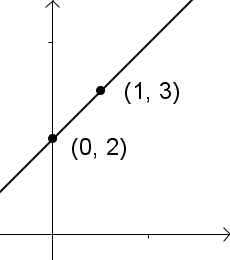 (1, 3)
(0, 2)